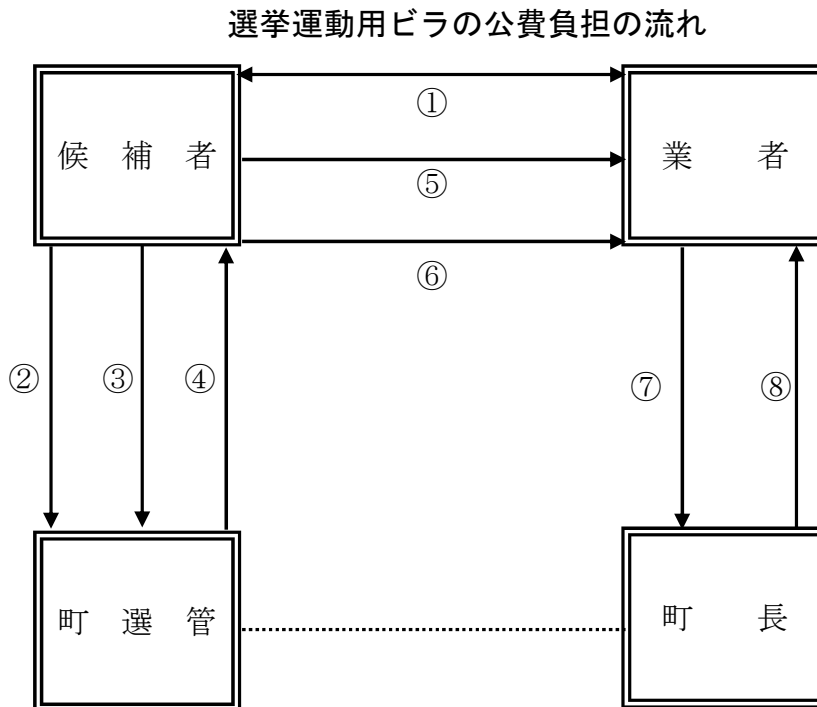 選挙運動用ビラの公費負担の流れ
①
候補者
業者
⑤
⑥
②
③
④
⑦
⑧
町選管
町長